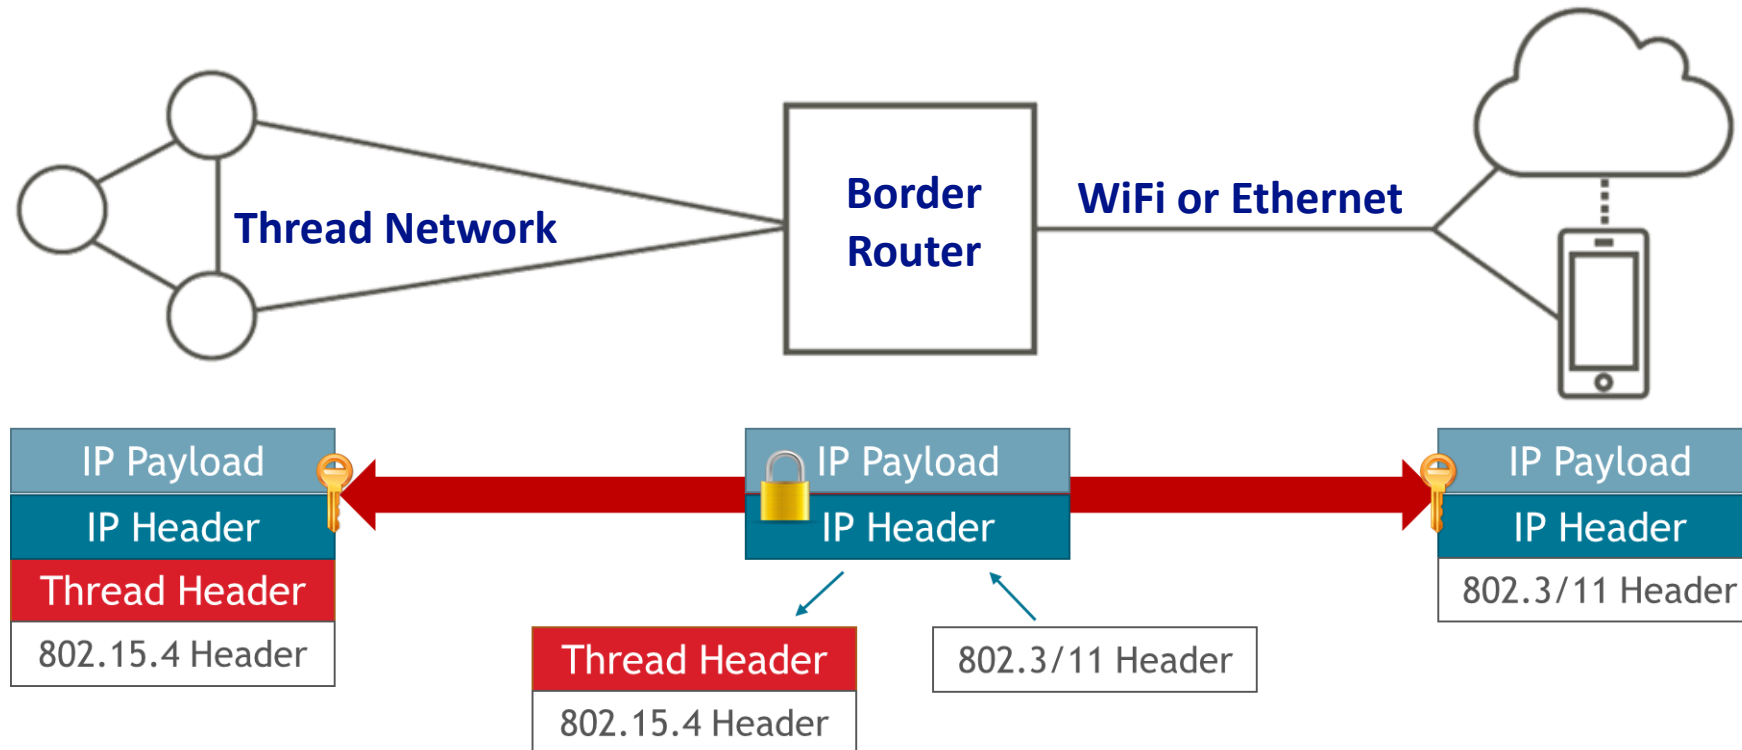 Thread Network
Border
Router
WiFi or Ethernet
IP Payload
IP Header
Thread Header
802.15.4 Header
IP Payload
IP Header
Thread Header
802.15.4 Header
802.3/11 Header
IP Payload
IP Header
802.3/11 Header